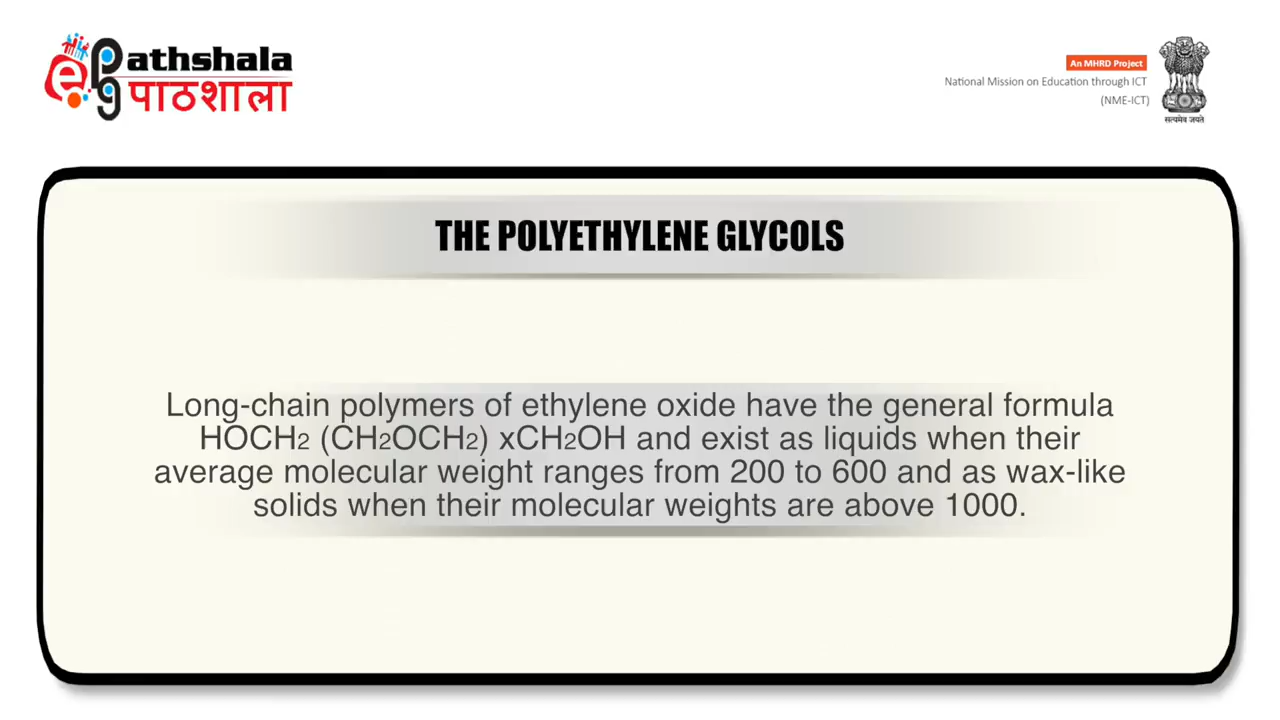 e pg Pathshala
पाठशाला
An MHRD Project
National Mission on Education through ICT
(NME-ICT)
सत्यमेव जयते
THE POLYETHYLENE GLYCOLS
Long-chain polymers of ethylene oxide have the general formula
HOCH₂ (CH₂OCH₂) xCH₂OH and exist as liquids when their
average molecular weight ranges from 200 to 600 and as wax-like
solids when their molecular weights are above 1000.